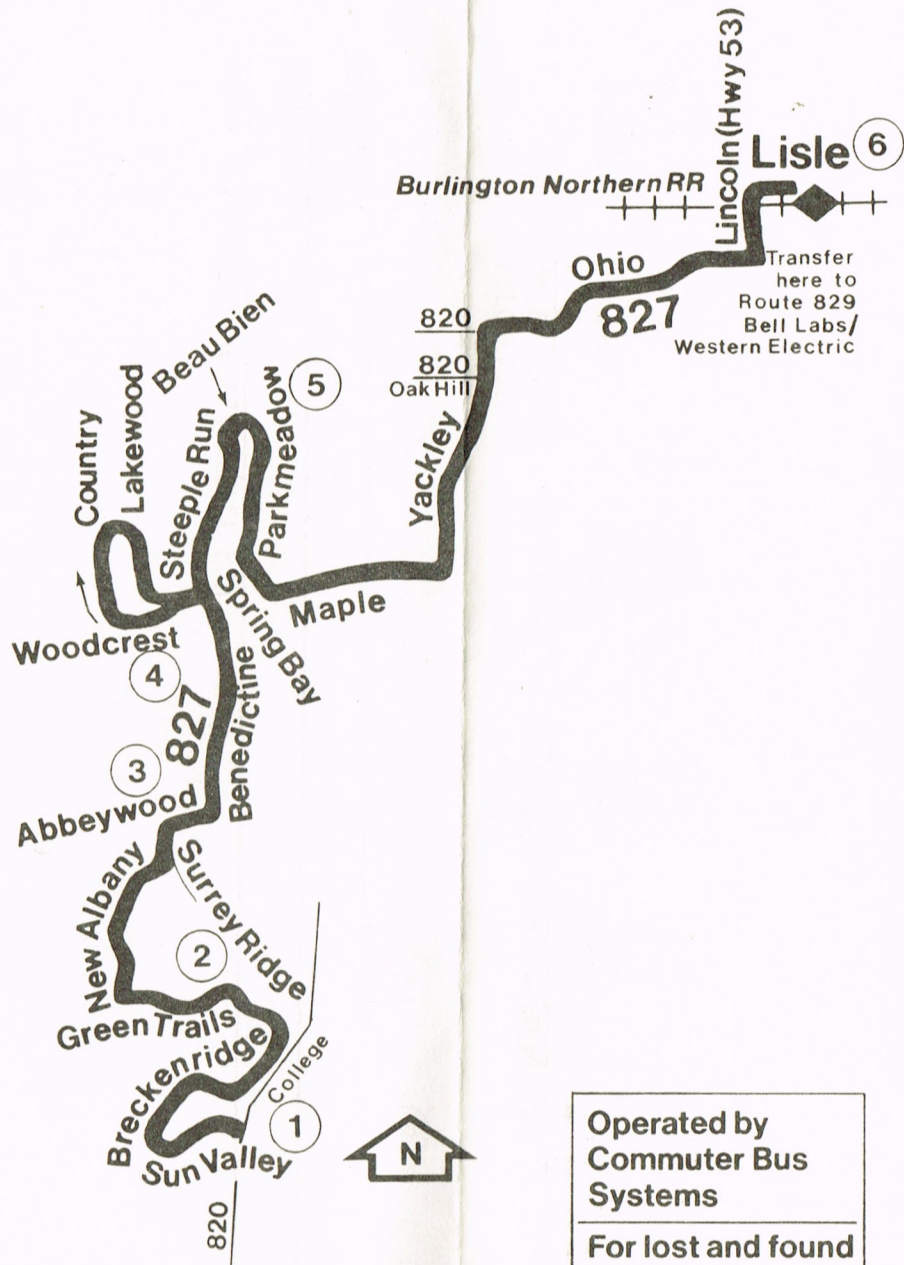 Lincoln (Hwy 53)
Lisle 6
Burlington Northern RR
Ohio
827
Transfer
here to
Route 829
Bell Labs/
Western Electric
820
820
Oak Hill
Beau Bien
5
Country
Lakewood
Steeple Run
Parkmeadow
Yackley
Spring Bay
Maple
Woodcrest
4
827
Benedictine
3
Abbeywood
New Albany
Surrey Ridge
2
Green Trails
Breckenridge
College
1
Sun Valley
N
820
Operated by
Commuter Bus
Systems
For lost and found